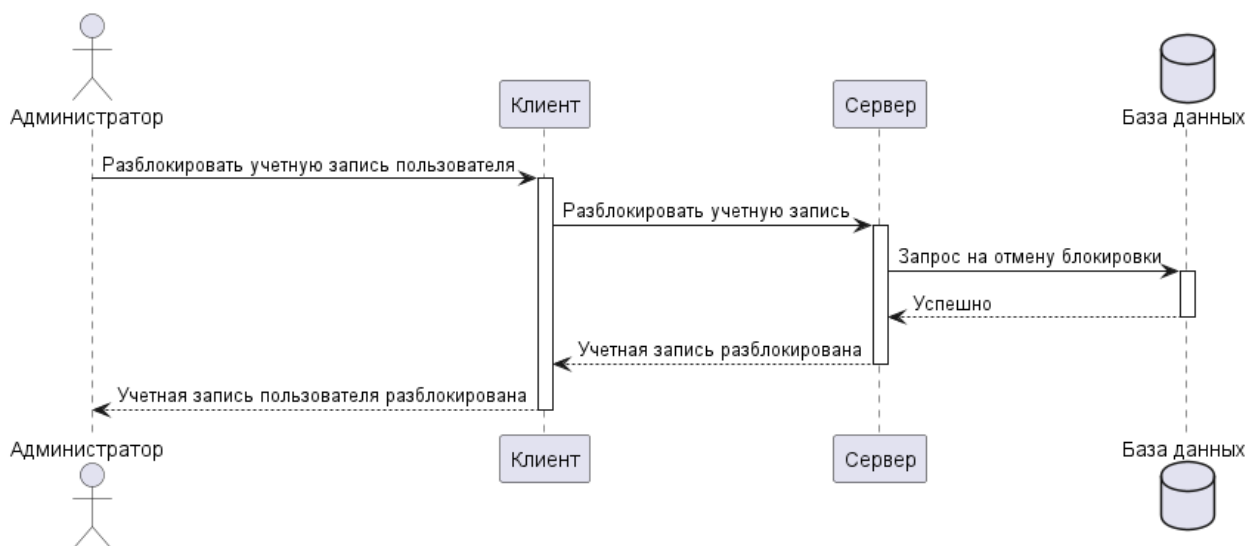 Администратор
Клиент
Сервер
База данных
Разблокировать учетную запись пользователя
Разблокировать учетную запись
Запрос на отмену блокировки
Успешно
Учетная запись разблокирована
Учетная запись пользователя разблокирована
Администратор
Клиент
Сервер
База данных